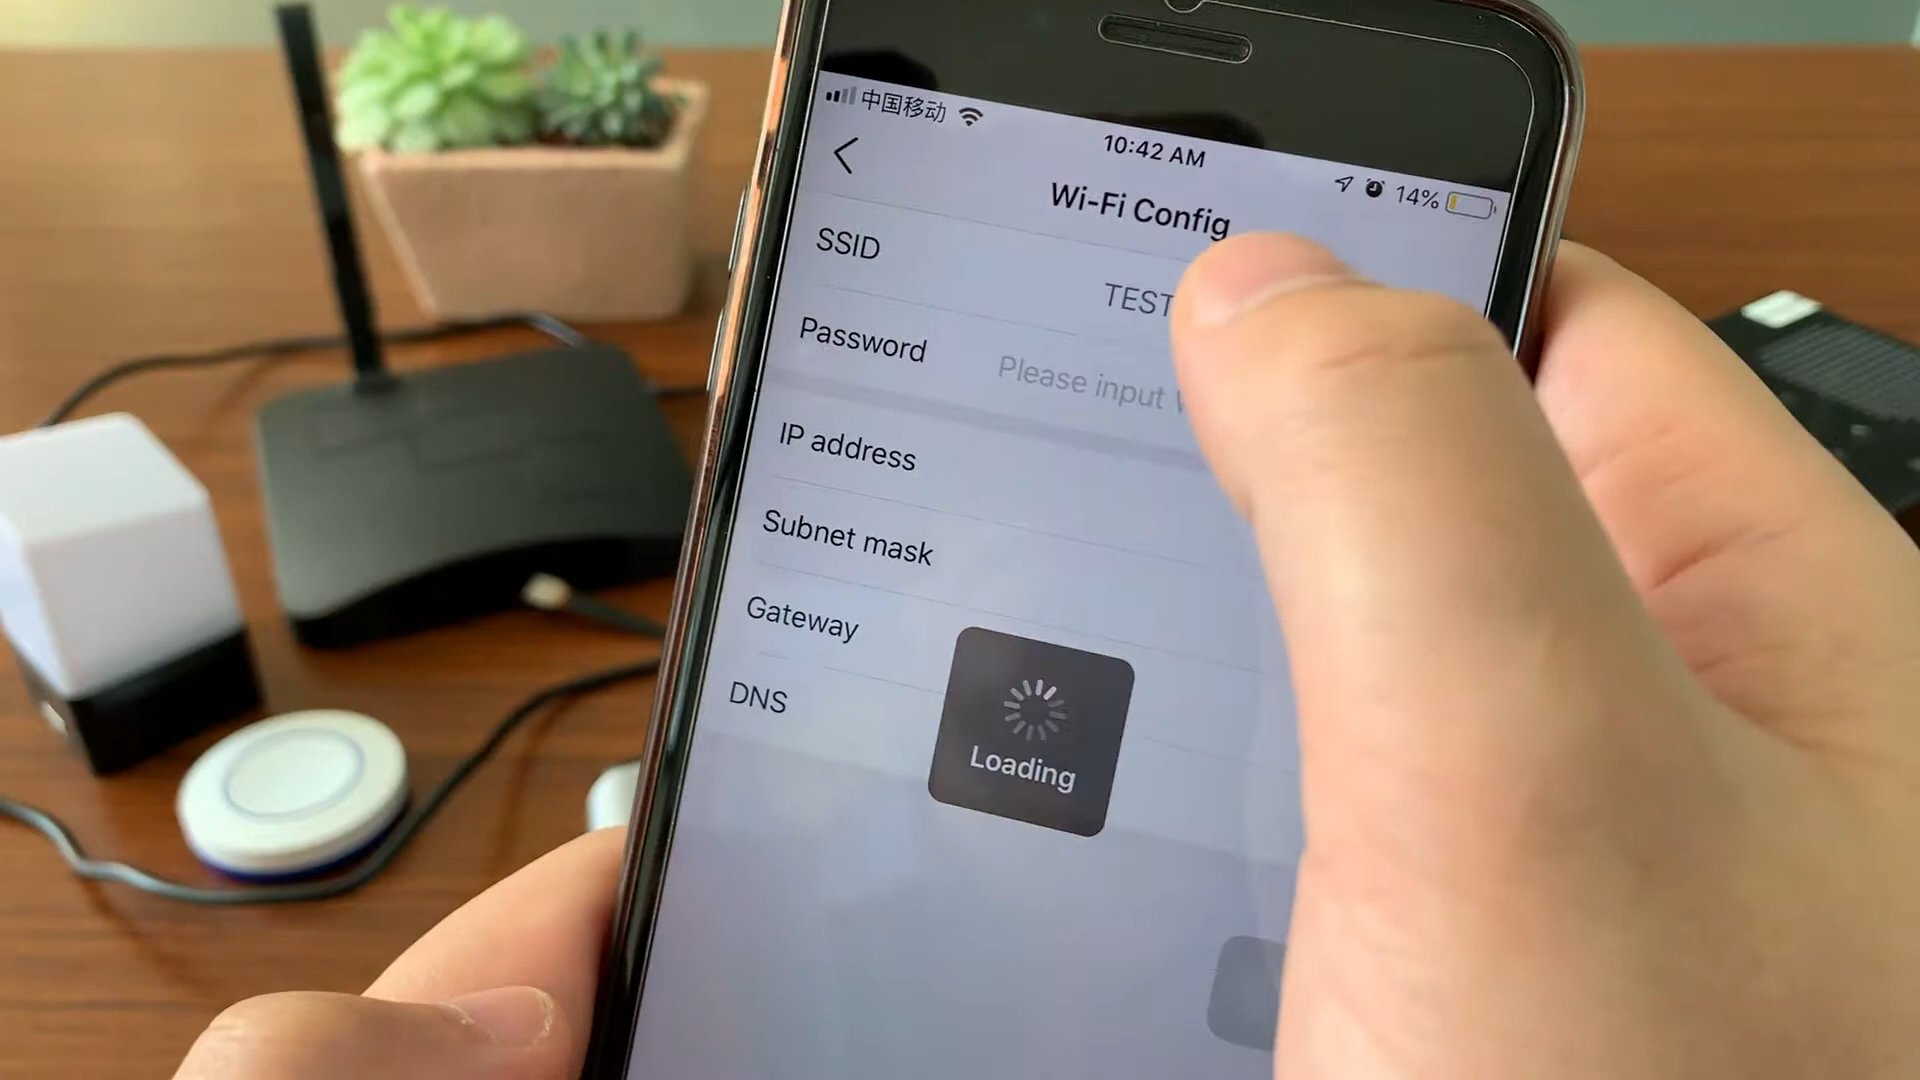 中国移动
10:42 AM
14%
Wi-Fi Config
SSID
TEST
Password
Please input
IP address
Subnet mask
Gateway
DNS
Loading